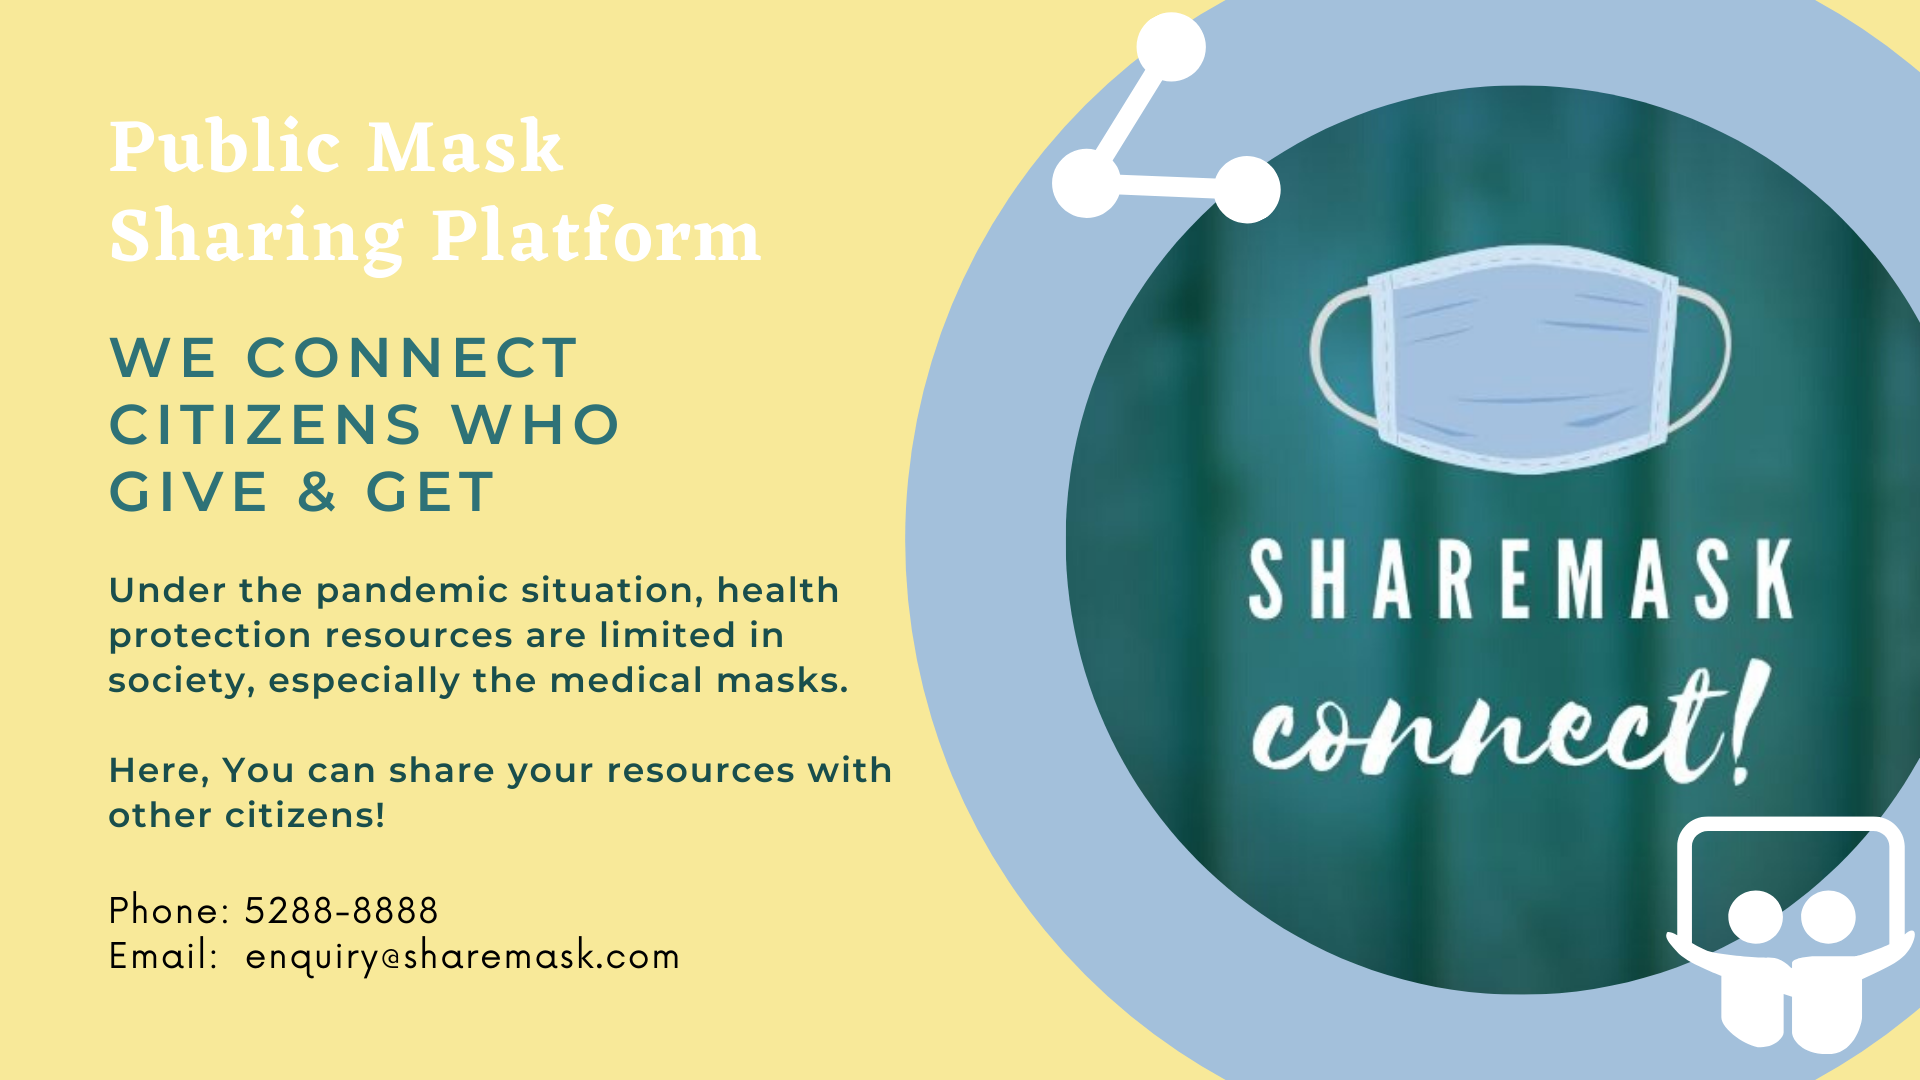 Public Mask
Sharing Platform
WE CONNECT
CITIZENS WHO
GIVE & GET
Under the pandemic situation, health
protection resources are limited in
society, especially the medical masks.
Here, You can share your resources with
other citizens!
Phone: 5288-8888
Email: enquiry@sharemask.com
SHAREMASK
connect!